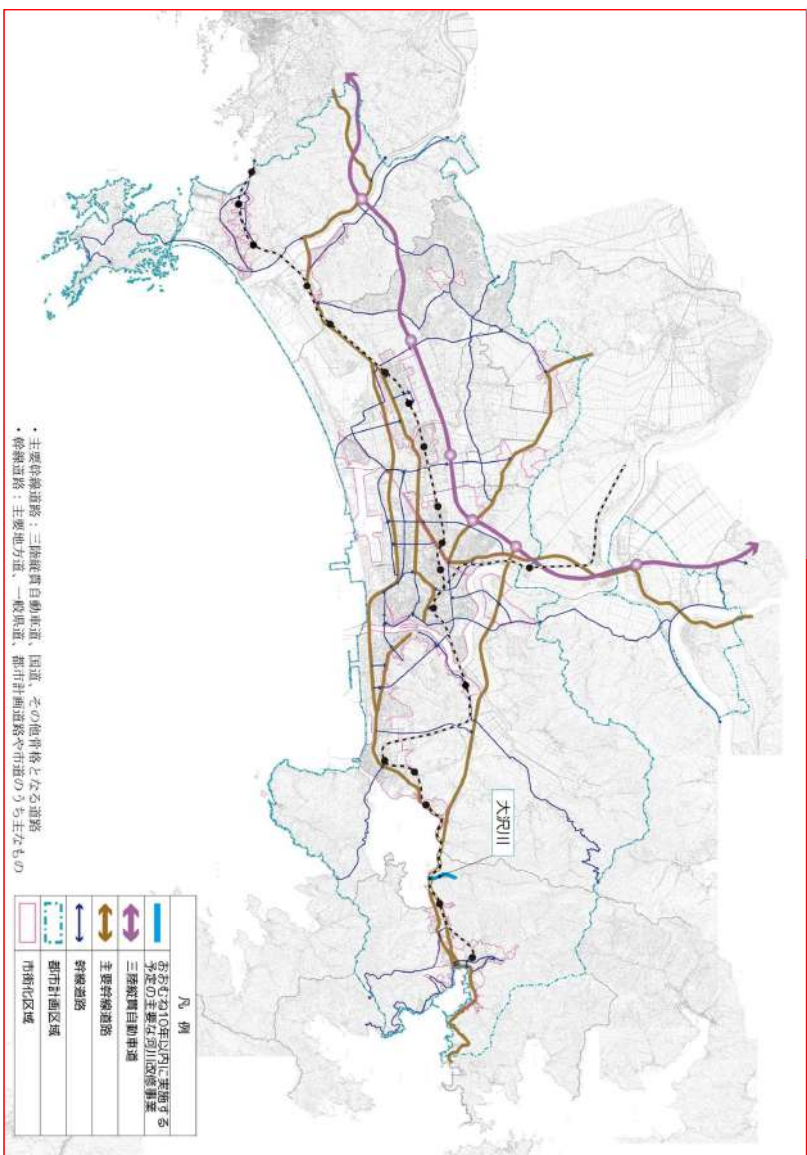 大沢川
凡　例
おおむね10年以内に実施する
予定の主要な河川改修事業
三陸縦貫自動車道
主要幹線道路
幹線道路
都市計画区域
市街化区域
・主要幹線道路：三陸縦貫自動車道、国道、その他骨格となる道路
・幹線道路：主要地方道、一般県道、都市計画道路や市道のうち主なもの